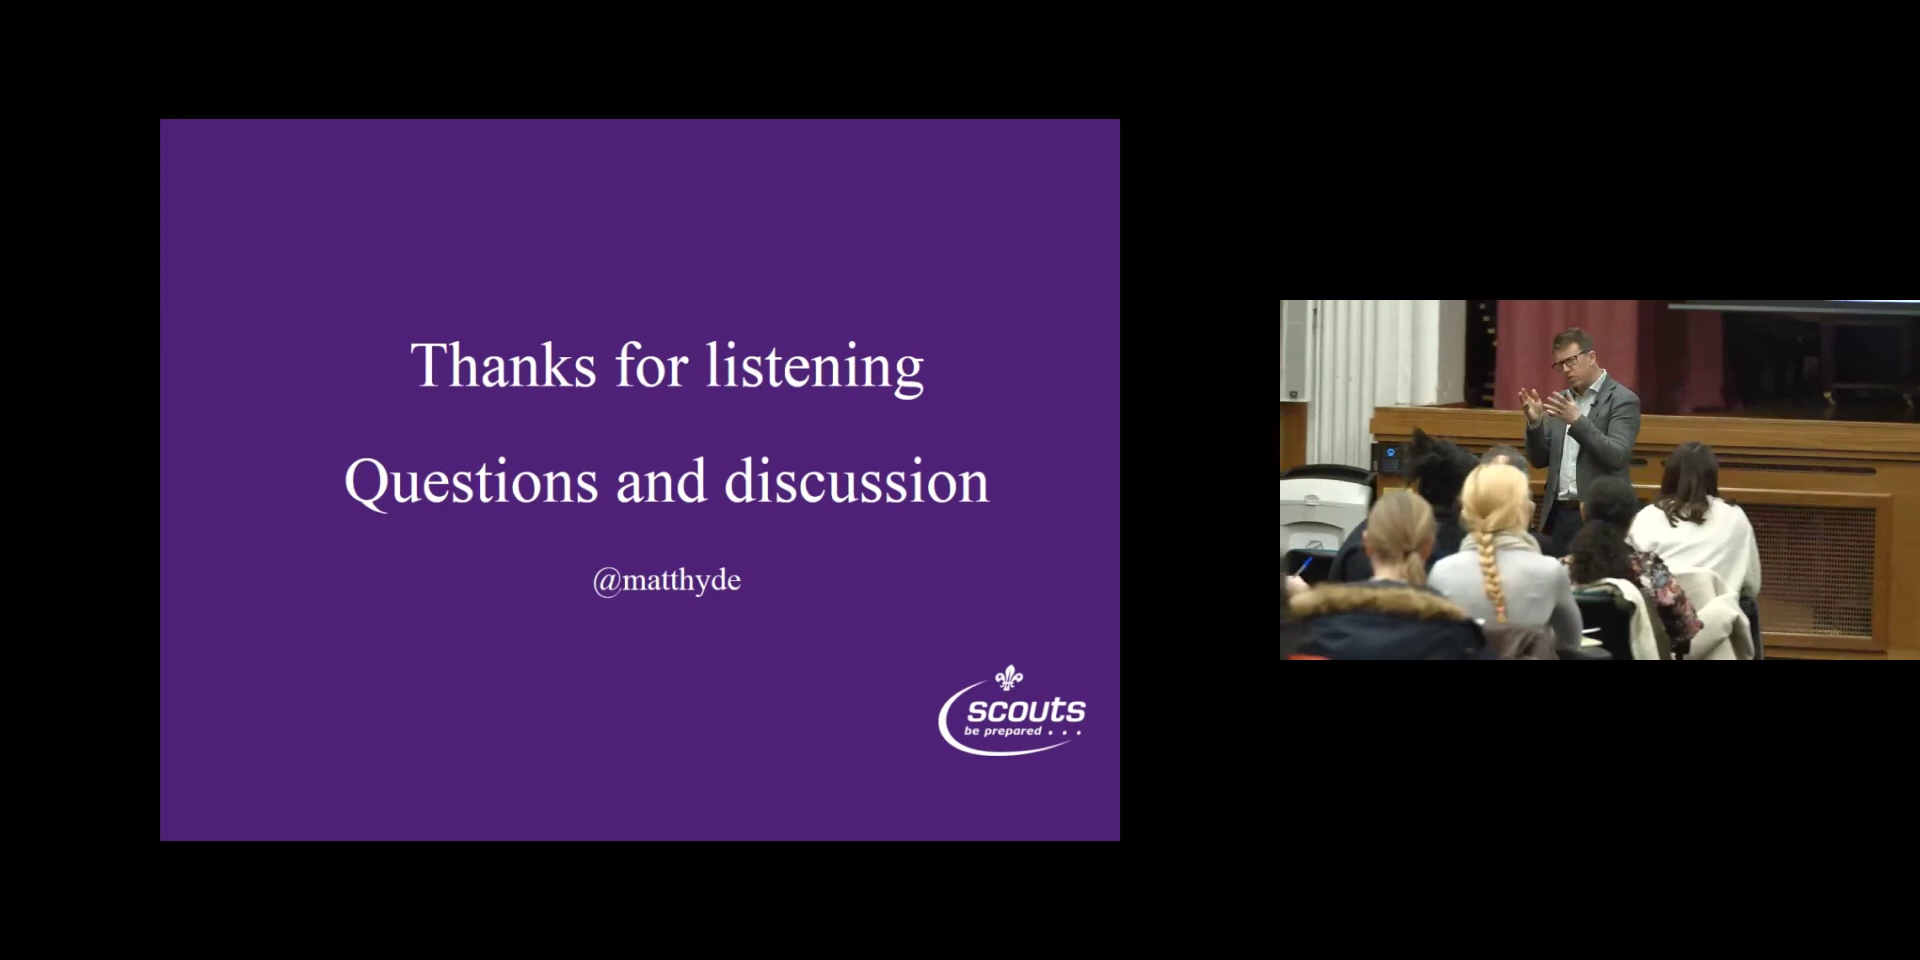 Thanks for listening
Questions and discussion
@matthyde
scouts
be prepared . . .